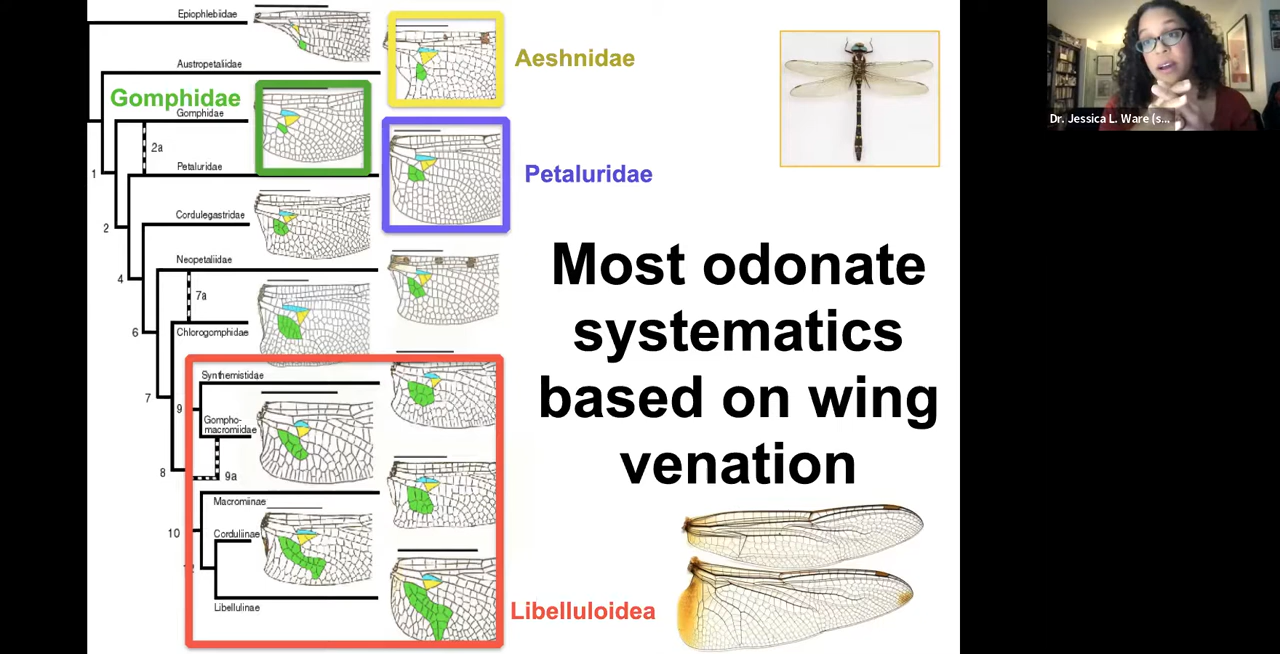 Epiophlebiidae
Aeshnidae
Austropetaliidae
Gomphidae
Gomphidae
2a
1
Petaluridae
Petaluridae
Cordulegastridae
2
Neopetaliidae
4
7a
6
Chlorogomphidae
Synthemistidae
7
9
Gompho-
macromiidae
8
9a
Macromiinae
10
Corduliinae
Libellulinae
Libelluloidea
Most odonate
systematics
based on wing
venation
Dr. Jessica L. Ware (s...